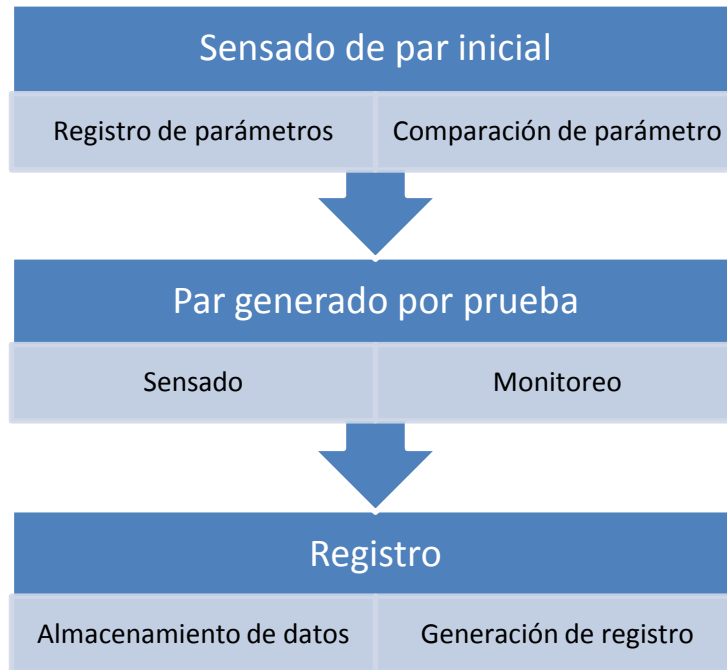 Sensado de par inicial
Registro de parámetros
Comparación de parámetro
Par generado por prueba
Sensado
Monitoreo
Registro
Almacenamiento de datos
Generación de registro